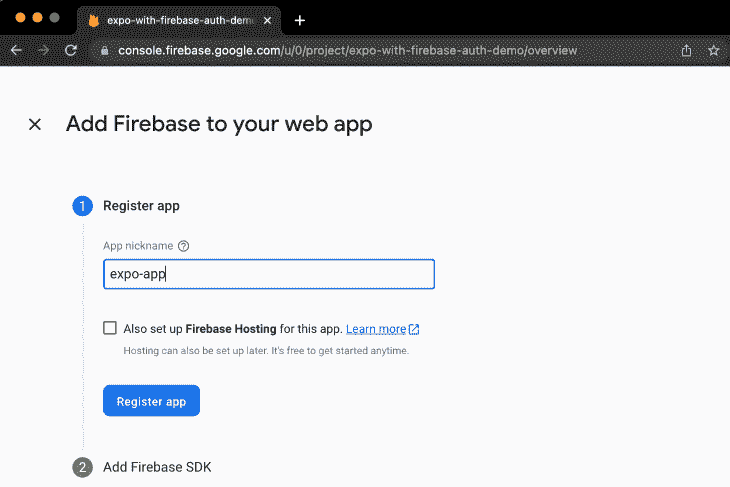 expo-with-firebase-auth-demo
console.firebase.google.com/u/0/project/expo-with-firebase-auth-demo/overview
Add Firebase to your web app
1 Register app
App nickname
expo-app
Also set up Firebase Hosting for this app. Learn more
Hosting can also be set up later. It's free to get started anytime.
Register app
2 Add Firebase SDK